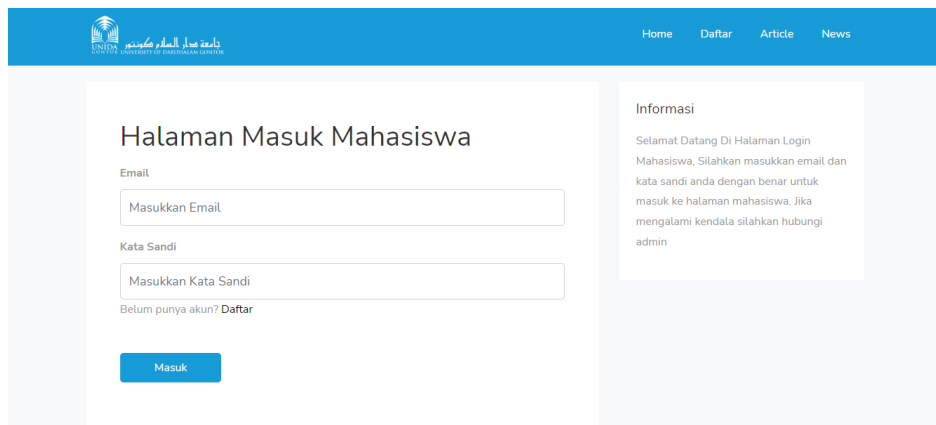 UNIDA
GONTOR
جامعة دار السلام كونتور
UNIVERSITY OF DARUSSALAM GONTOR
Home Daftar Article News
Halaman Masuk Mahasiswa
Email
Masukkan Email
Kata Sandi
Masukkan Kata Sandi
Belum punya akun? Daftar
Masuk
Informasi
Selamat Datang Di Halaman Login
Mahasiswa, Silahkan masukkan email dan
kata sandi anda dengan benar untuk
masuk ke halaman mahasiswa. Jika
mengalami kendala silahkan hubungi
admin